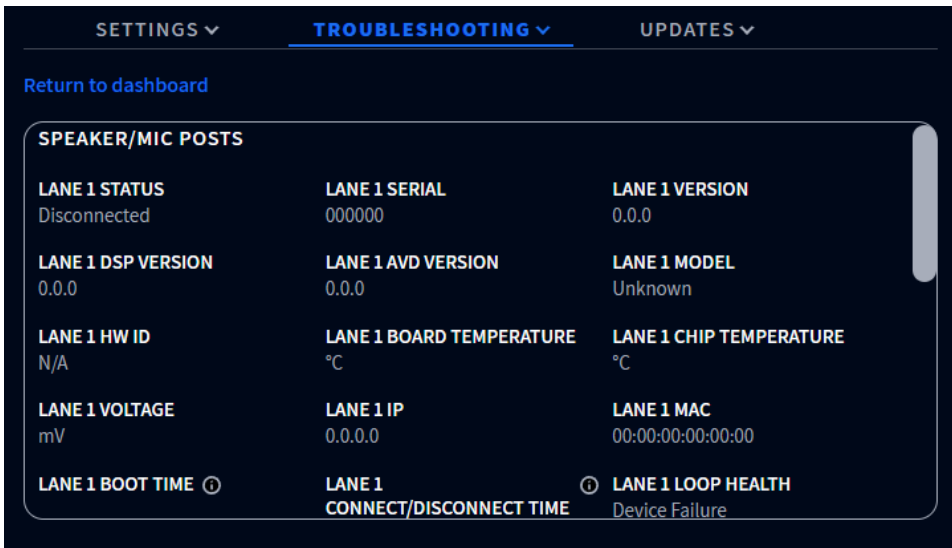 SETTINGS TROUBLESHOOTING UPDATES
Return to dashboard
SPEAKER/MIC POSTS
LANE 1 STATUS LANE 1 SERIAL LANE 1 VERSION
Disconnected 000000 0.0.0
LANE 1 DSP VERSION LANE 1 AVD VERSION LANE 1 MODEL
0.0.0 0.0.0 Unknown
LANE 1 HW ID LANE 1 BOARD TEMPERATURE LANE 1 CHIP TEMPERATURE
N/A °C °C
LANE 1 VOLTAGE LANE 1 IP LANE 1 MAC
mV 0.0.0.0 00:00:00:00:00:00
LANE 1 BOOT TIME LANE 1 LANE 1 LOOP HEALTH
CONNECT/DISCONNECT TIME Device Failure